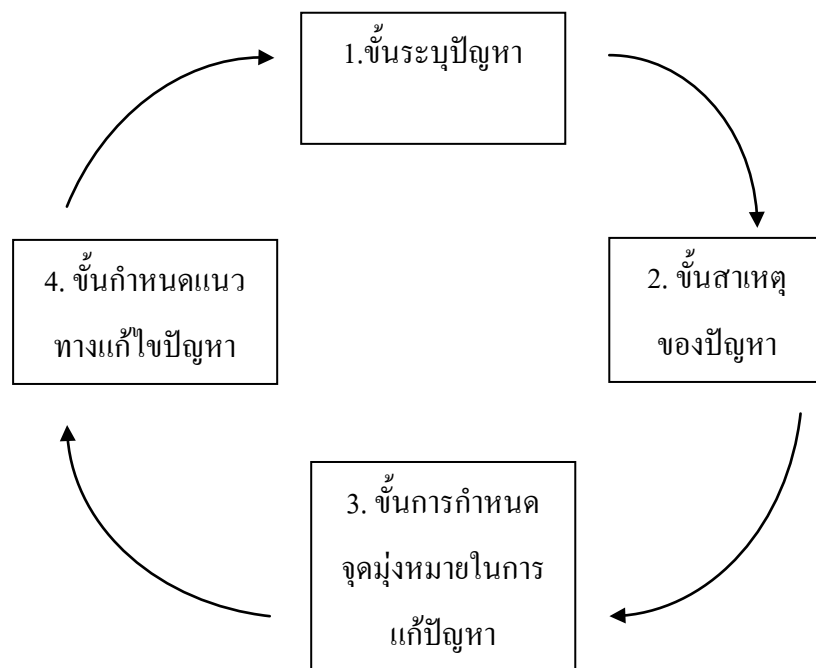 1.ขั้นระบุปัญหา
2. ขั้นสาเหตุ
ของปัญหา
3. ขั้นการกำหนด
จุดมุ่งหมายในการ
แก้ปัญหา
4. ขั้นกำหนดแนว
ทางแก้ไขปัญหา